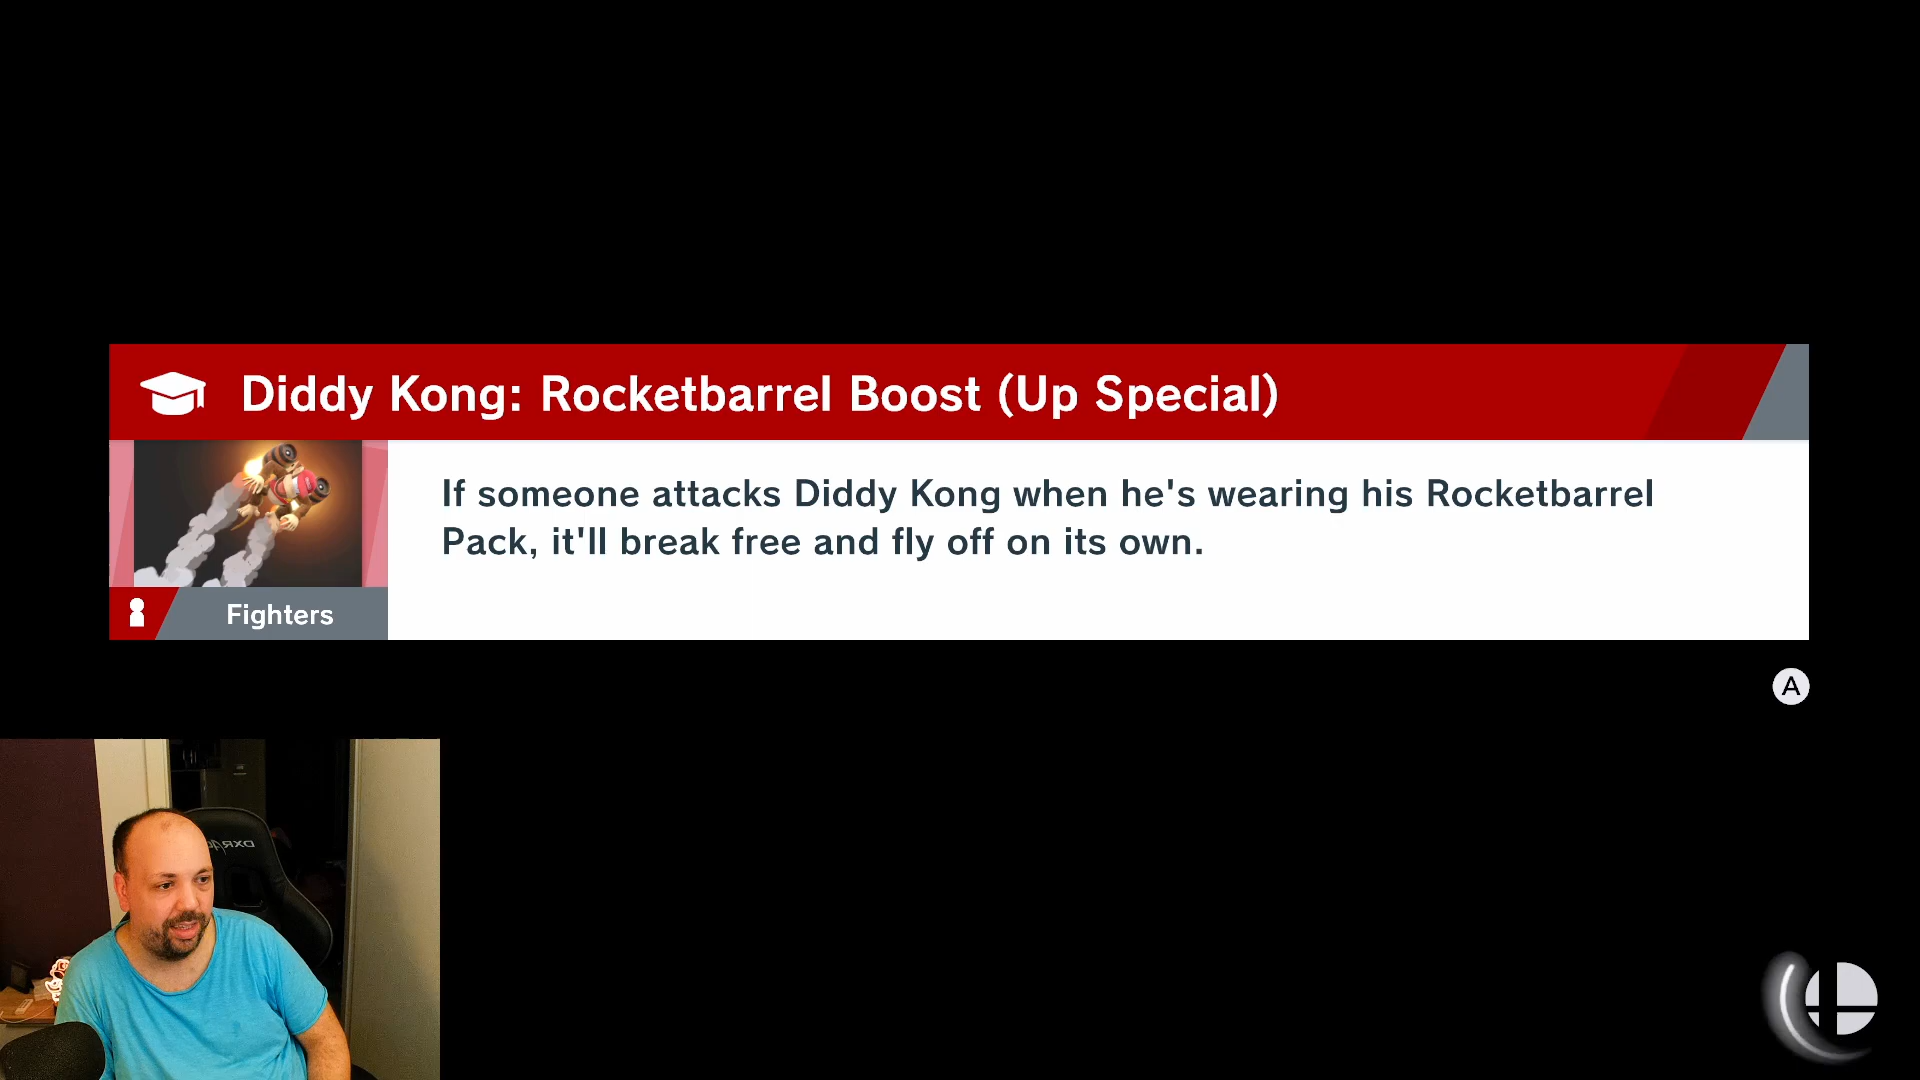 Diddy Kong: Rocketbarrel Boost (Up Special)
If someone attacks Diddy Kong when he's wearing his Rocketbarrel
Pack, it'll break free and fly off on its own.
Fighters
A